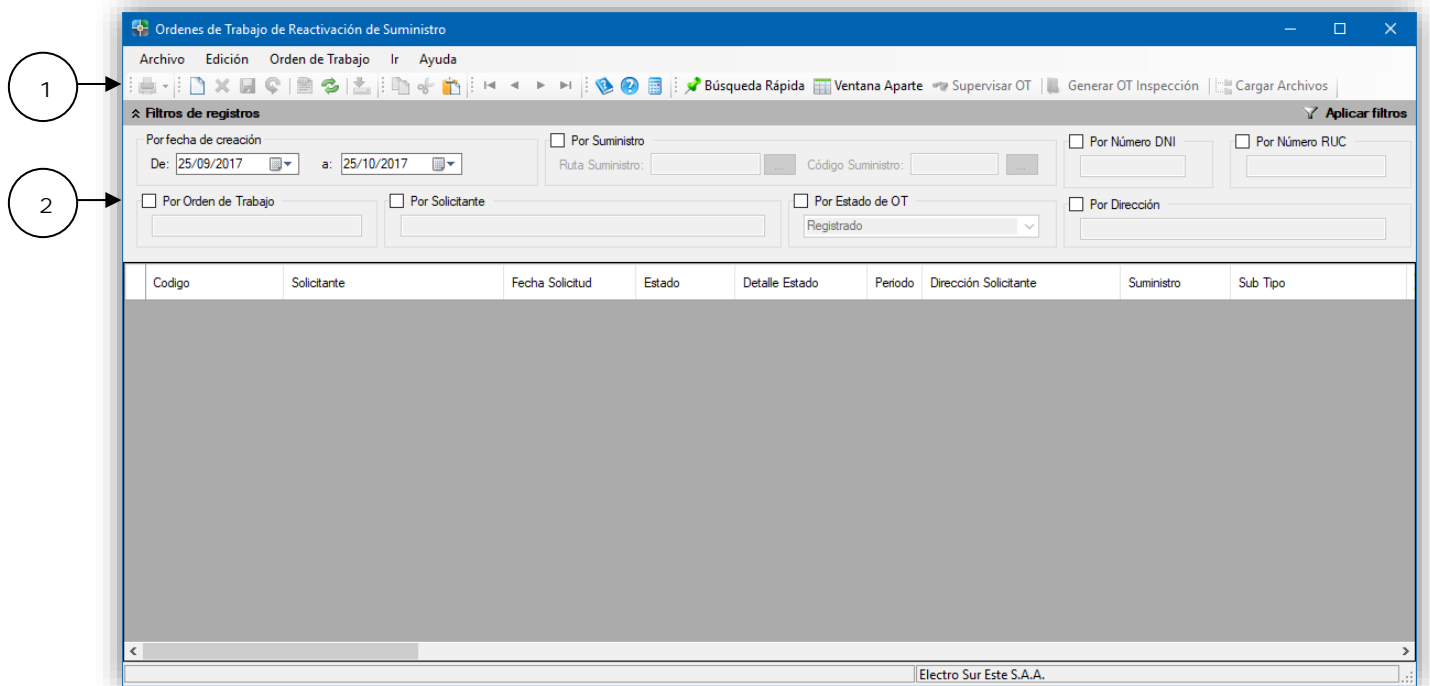 Ordenes de Trabajo de Reactivación de Suministro
Archivo Edición Orden de Trabajo Ir Ayuda
1
Búsqueda Rápida Ventana Aparte Supervisar OT Generar OT Inspección Cargar Archivos
Filtros de registros Aplicar filtros
Por fecha de creación Por Suministro Por Número DNI Por Número RUC
De: 25/09/2017 a: 25/10/2017 Ruta Suministro: ... Código Suministro: ...
2
Por Orden de Trabajo Por Solicitante Por Estado de OT Por Dirección
Registrado
Codigo Solicitante Fecha Solicitud Estado Detalle Estado Periodo Dirección Solicitante Suministro Sub Tipo
Electro Sur Este S.A.A.